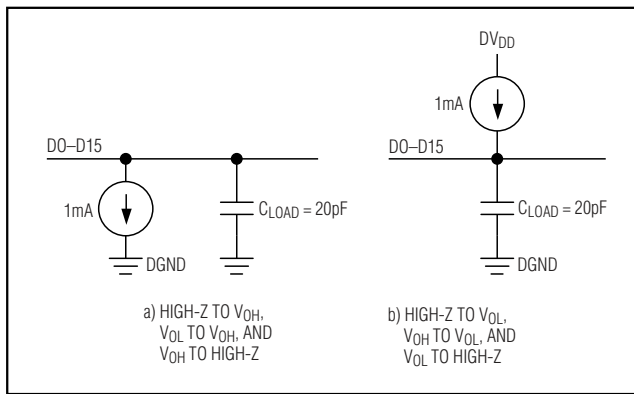 DVDD
1mA
D0–D15
D0–D15
1mA
CLOAD = 20pF
CLOAD = 20pF
DGND
DGND
a) HIGH-Z TO VOH,
VOL TO VOH, AND
VOH TO HIGH-Z
b) HIGH-Z TO VOL,
VOH TO VOL, AND
VOL TO HIGH-Z